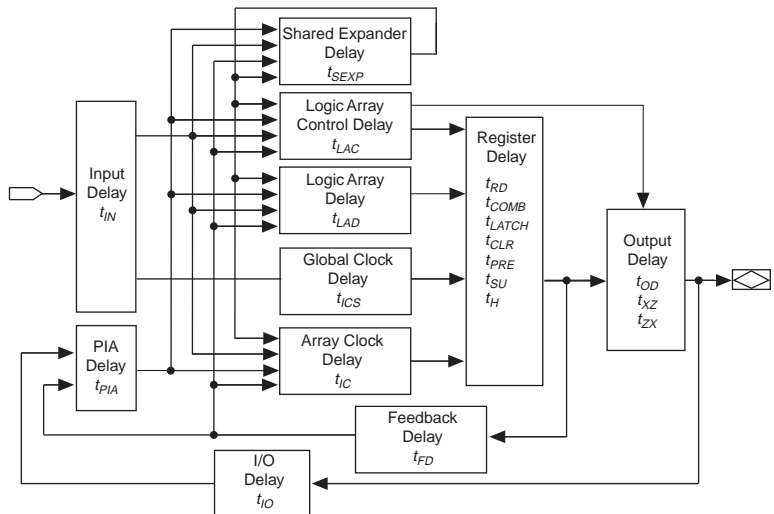 Shared Expander
Delay
tSEXP
Logic Array
Control Delay
tLAC
Register
Delay
tRD
tCOMB
tLATCH
tCLR
tPRE
tSU
tH
Input
Delay
tIN
Logic Array
Delay
tLAD
Output
Delay
tOD
tXZ
tZX
Global Clock
Delay
tICS
PIA
Delay
tPIA
Array Clock
Delay
tIC
Feedback
Delay
tFD
I/O
Delay
tIO